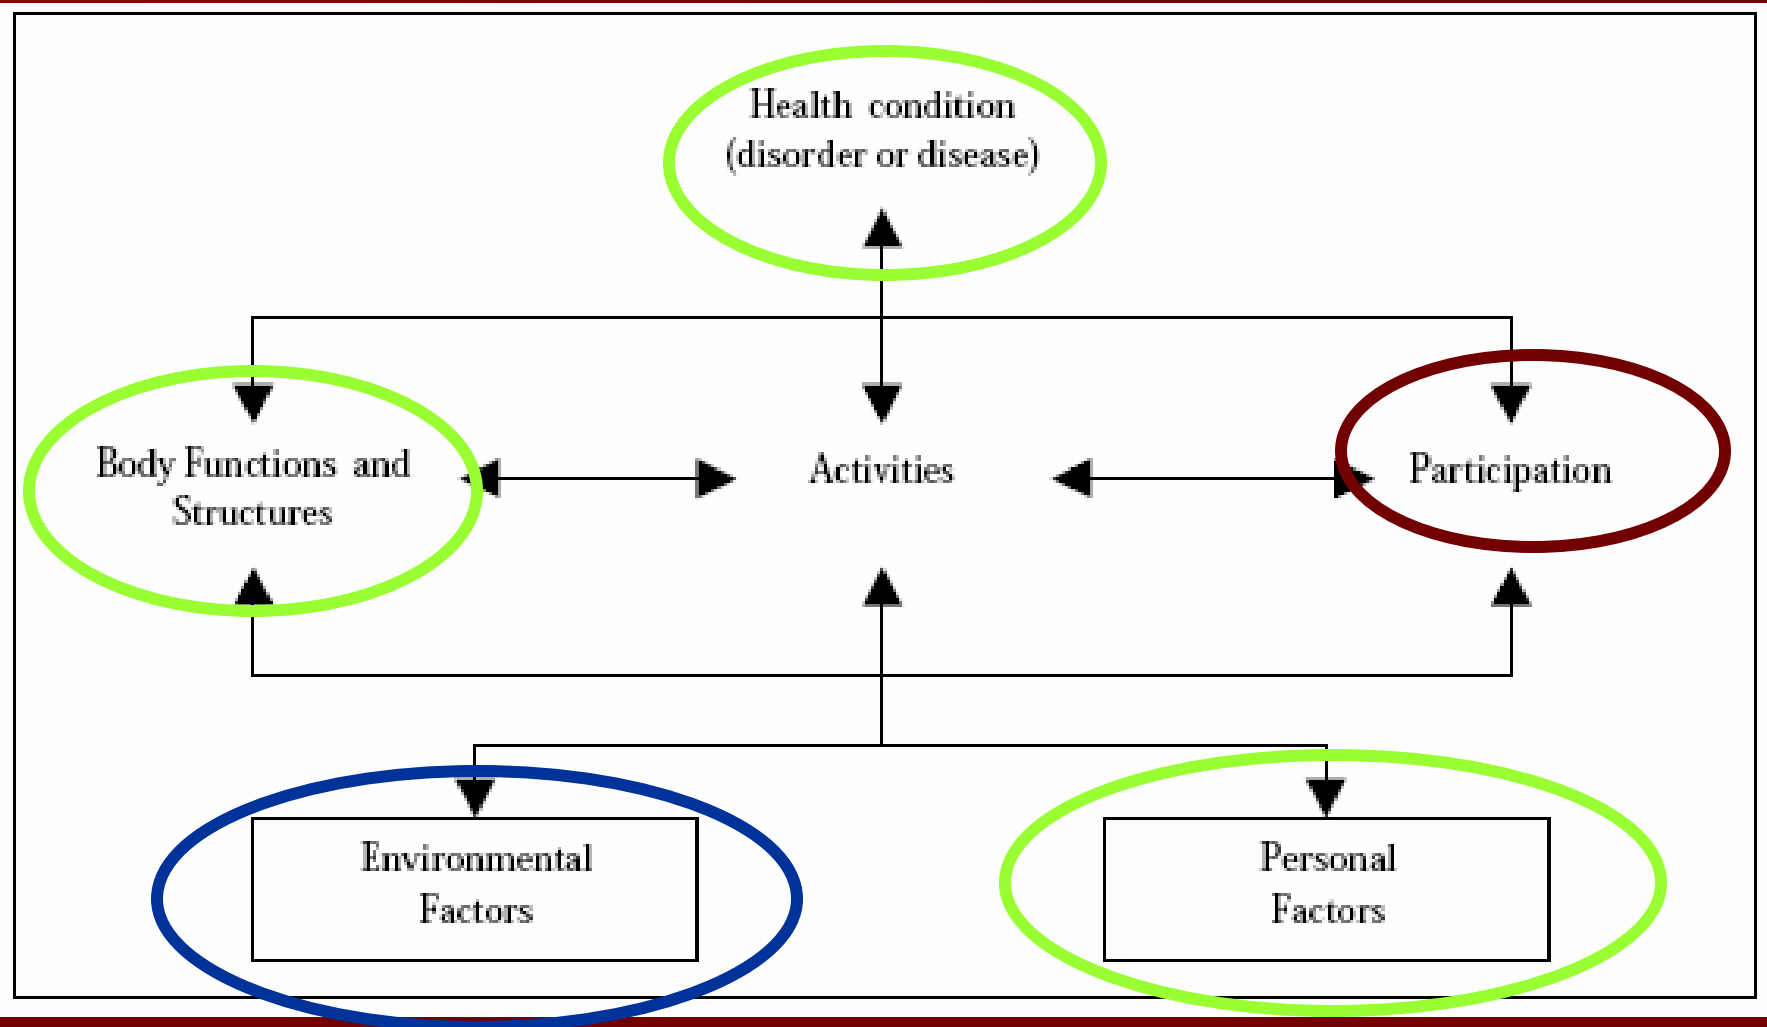 Health condition
(disorder or disease)
Body Functions and
Structures
Activities
Participation
Environmental
Factors
Personal
Factors